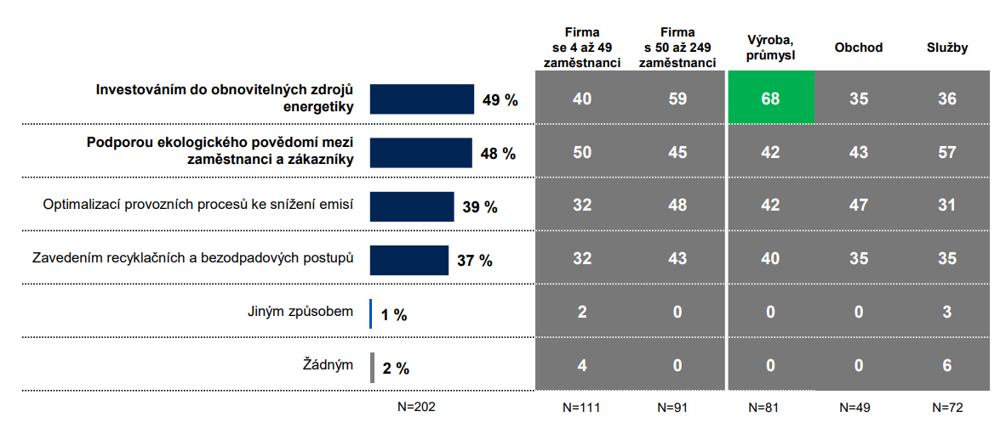 Firma
se 4 až 49
zaměstnanci
Firma
s 50 až 249
zaměstnanci
Výroba,
průmysl
Obchod
Služby
Investováním do obnovitelných zdrojů
energetiky
49 %
40
59
68
35
36
Podporou ekologického povědomí mezi
zaměstnanci a zákazníky
48 %
50
45
42
43
57
Optimalizací provozních procesů ke snížení emisí
39 %
32
48
42
47
31
Zavedením recyklačních a bezodpadových postupů
37 %
32
43
40
35
35
Jiným způsobem
1 %
2
0
0
0
3
Žádným
2 %
4
0
0
0
6
N=202
N=111
N=91
N=81
N=49
N=72